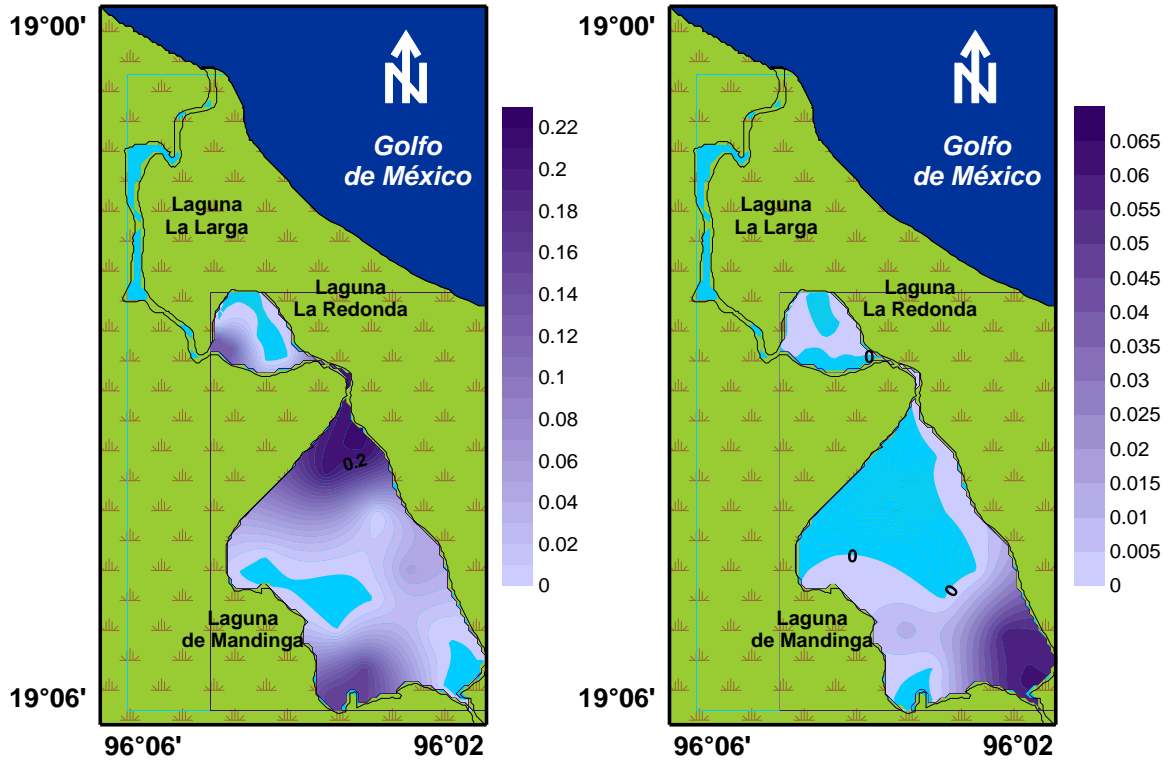 19°00'
N
Golfo
de México
Laguna
La Larga
Laguna
La Redonda
0.2
Laguna
de Mandinga
19°06'
96°06'
96°02
0.22
0.2
0.18
0.16
0.14
0.12
0.1
0.08
0.06
0.04
0.02
0
19°00'
N
Golfo
de México
Laguna
La Larga
Laguna
La Redonda
0
0
0
Laguna
de Mandinga
19°06'
96°06'
96°02
0.065
0.06
0.055
0.05
0.045
0.04
0.035
0.03
0.025
0.02
0.015
0.01
0.005
0